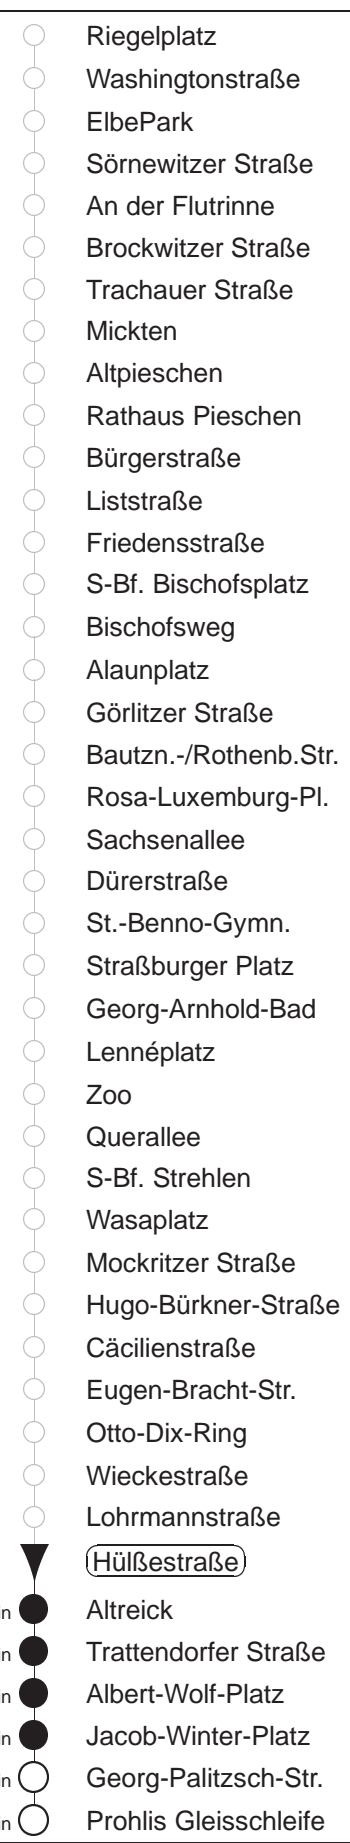 Riegelplatz
Washingtonstraße
ElbePark
Sörnewitzer Straße
An der Flutrinne
Brockwitzer Straße
Trachauer Straße
Mickten
Altpieschen
Rathaus Pieschen
Bürgerstraße
Liststraße
Friedensstraße
S-Bf. Bischofsplatz
Bischofsweg
Alaunplatz
Görlitzer Straße
Bautzn.-/Rothenb.Str.
Rosa-Luxemburg-Pl.
Sachsenallee
Dürerstraße
St.-Benno-Gymn.
Straßburger Platz
Georg-Arnhold-Bad
Lennéplatz
Zoo
Querallee
S-Bf. Strehlen
Wasaplatz
Mockritzer Straße
Hugo-Bürkner-Straße
Cäcilienstraße
Eugen-Bracht-Str.
Otto-Dix-Ring
Wieckestraße
Lohrmannstraße
Hülßestraße
Altreick
Trattendorfer Straße
Albert-Wolf-Platz
Jacob-Winter-Platz
Georg-Palitzsch-Str.
Prohlis Gleisschleife